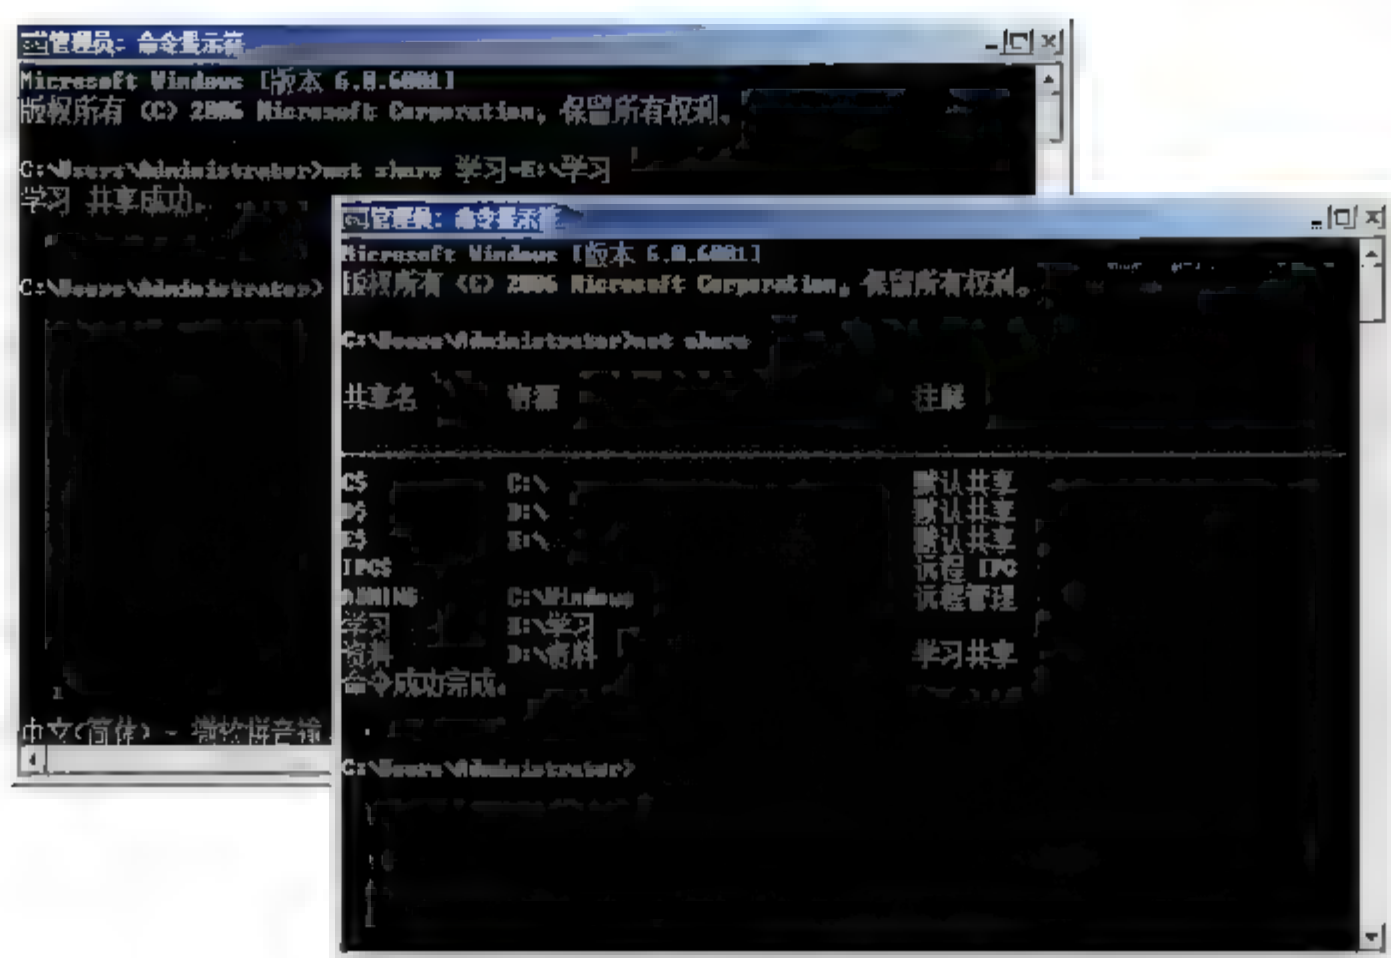 管理员: 命令提示符
Microsoft Windows [版本 6.0.6001]
版权所有 (C) 2006 Microsoft Corporation。保留所有权利。
C:\Users\Administrator>net share 学习=E:\学习
学习 共享成功。
C:\Users\Administrator>
中文(简体) - 微软拼音输
管理员: 命令提示符
Microsoft Windows [版本 6.0.6001]
版权所有 (C) 2006 Microsoft Corporation。保留所有权利。
C:\Users\Administrator>net share
共享名 资源 注解
C$ C:\ 默认共享
D$ D:\ 默认共享
E$ E:\ 默认共享
IPC$ 远程 IPC
ADMIN$ C:\Windows 远程管理
学习 E:\学习
资料 D:\资料 学习共享
命令成功完成。
C:\Users\Administrator>